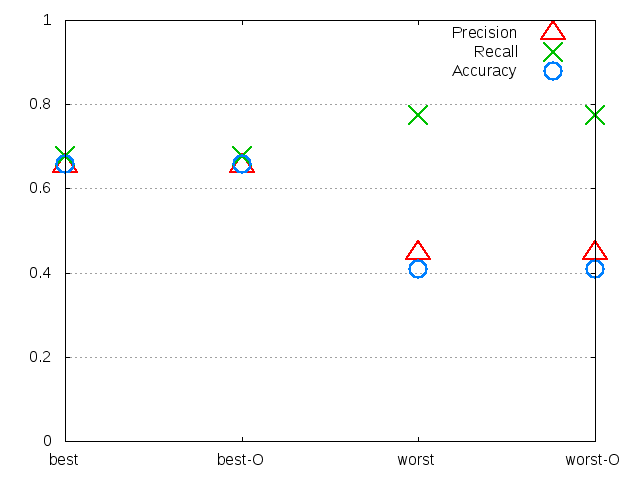 1
0.8
0.6
0.4
0.2
0
Precision
Recall
Accuracy
best
best-O
worst
worst-O